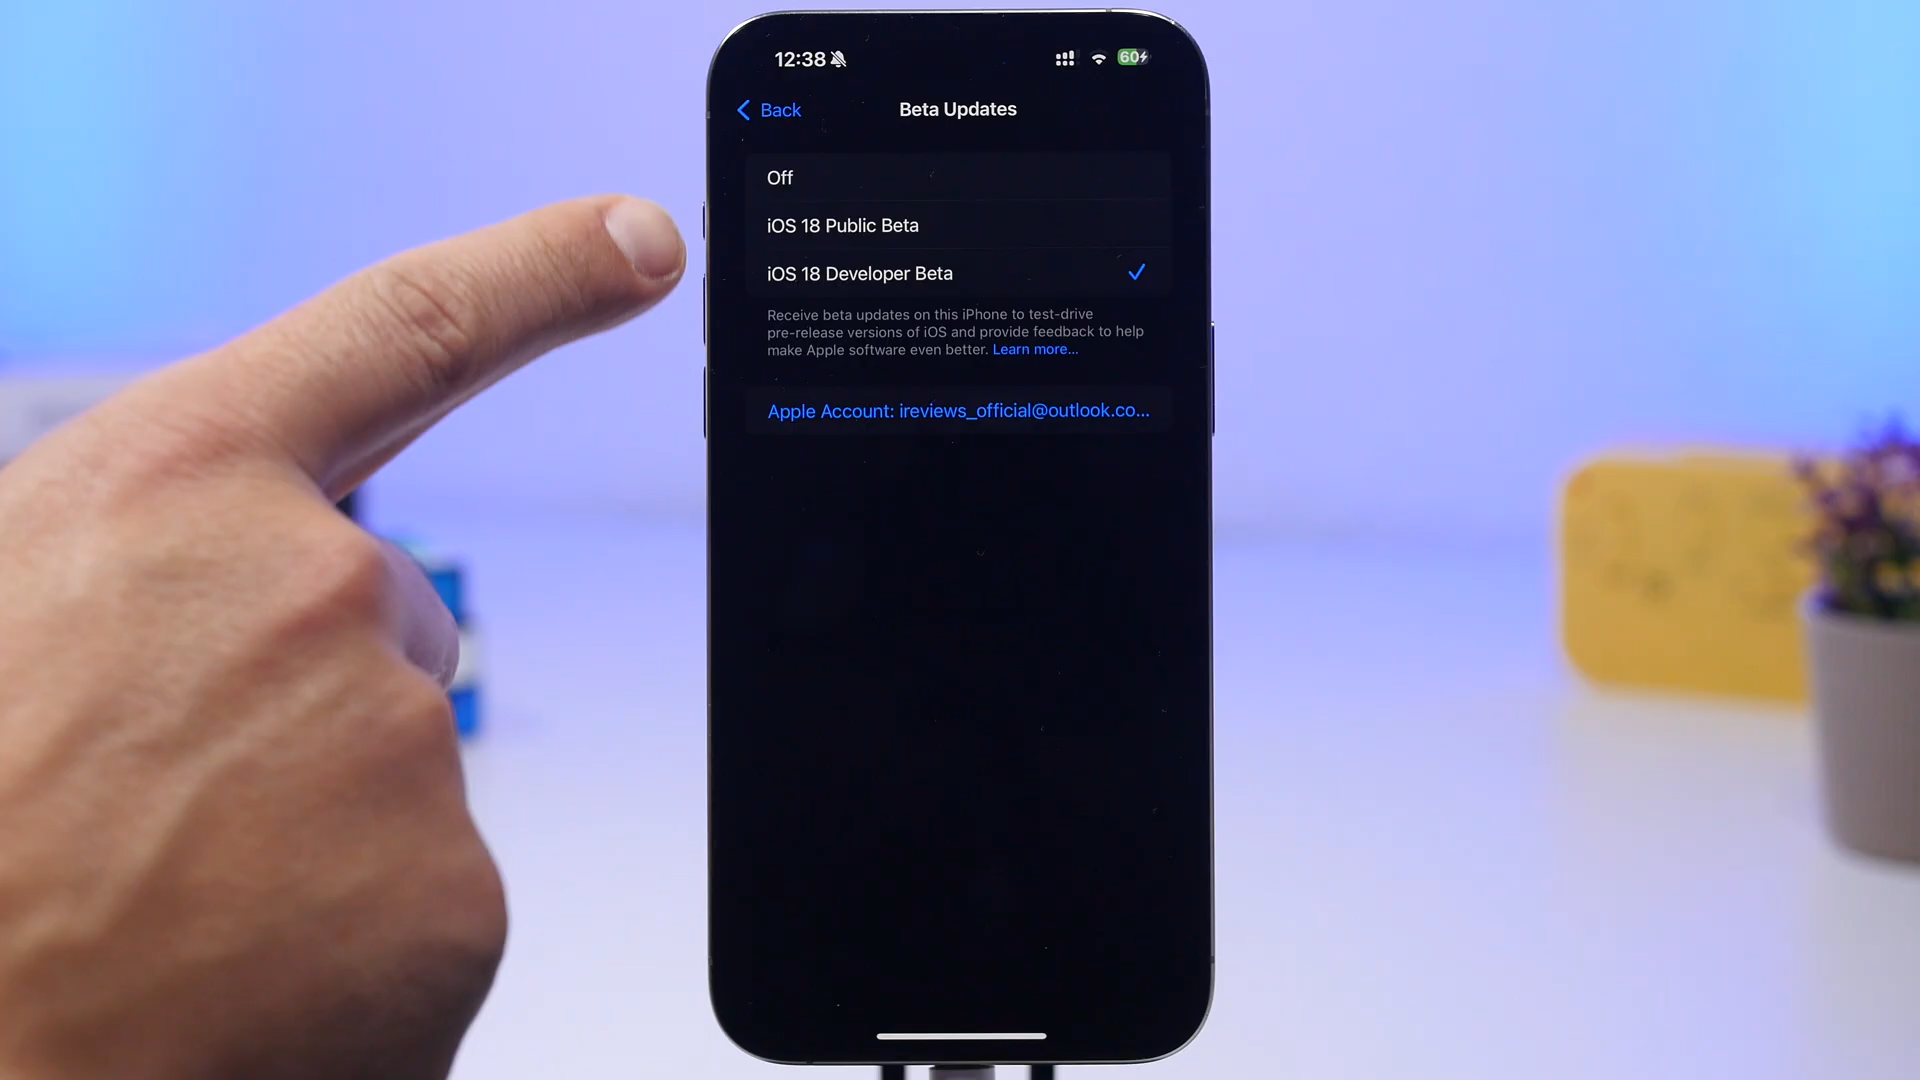 12:38
60
Back
Beta Updates
Off
iOS 18 Public Beta
iOS 18 Developer Beta
Receive beta updates on this iPhone to test-drive
pre-release versions of iOS and provide feedback to help
make Apple software even better. Learn more...
Apple Account: ireviews_official@outlook.co...